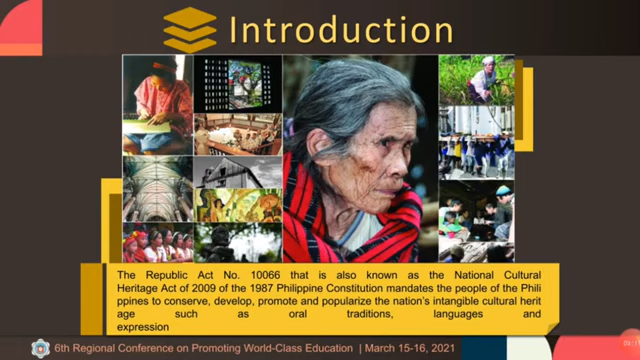 Introduction
The Republic Act No. 10066 that is also known as the National Cultural
Heritage Act of 2009 of the 1987 Philippine Constitution mandates the people of the Phili
ppines to conserve, develop, promote and popularize the nation's intangible cultural herit
age such as oral traditions, languages and
expression
6th Regional Conference on Promoting World-Class Education | March 15-16, 2021